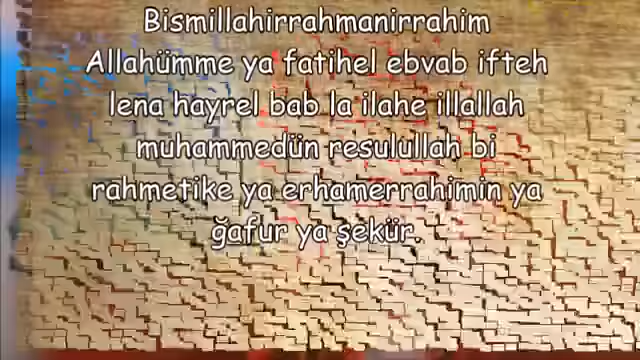 Bismillahirrahmanirrahim
Allahümme ya fatihel ebvab ifteh
lena hayrel bab la ilahe illallah
muhammedün resulullah bi
rahmetike ya erhamerrahimin ya
ğafur ya şekür.